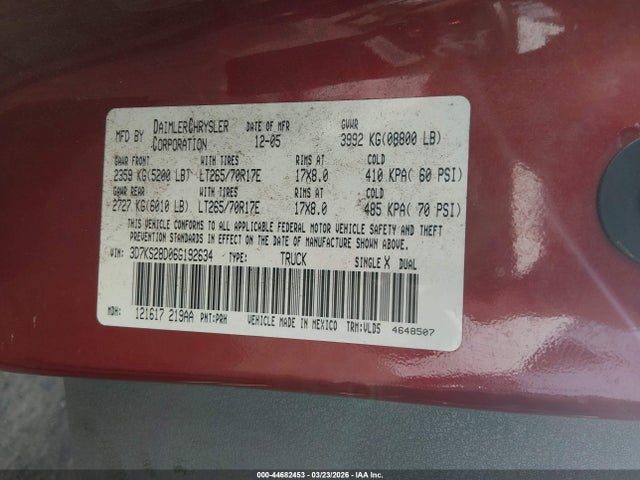 MFD BY DAIMLERCHRYSLER CORPORATION DATE OF MFR 12-05 GVWR 3992 KG(08800 LB)
GAWR FRONT WITH TIRES RIMS AT COLD
2359 KG(5200 LB) LT265/70R17E 17X8.0 410 KPA( 60 PSI)
GAWR REAR WITH TIRES RIMS AT COLD
2727 KG(6010 LB) LT265/70R17E 17X8.0 485 KPA( 70 PSI)
THIS VEHICLE CONFORMS TO ALL APPLICABLE FEDERAL MOTOR VEHICLE SAFETY AND THEFT
PREVENTION STANDARDS IN EFFECT ON THE DATE OF MANUFACTURE SHOWN ABOVE.
VIN: 3D7KS28D06G192634 TYPE: TRUCK SINGLE X DUAL
MDH: 121617 219AA PNT:PRH VEHICLE MADE IN MEXICO TRM:VLD5 4648507
000-44682453 | 03/23/2026 | IAA Inc.